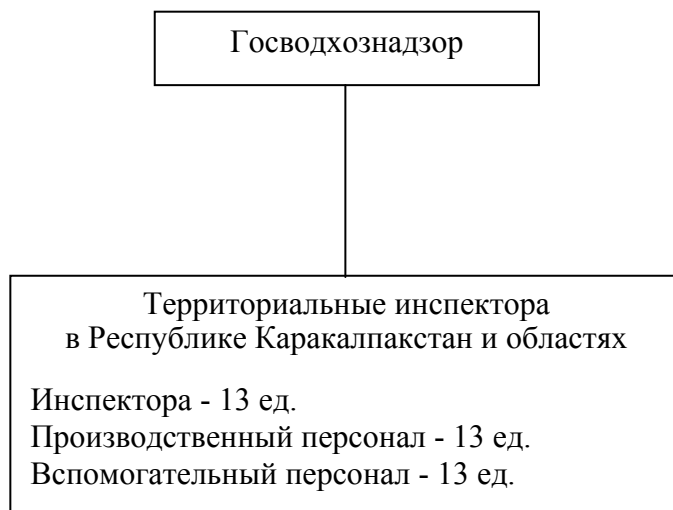 Госводхознадзор
Территориальные инспектора
в Республике Каракалпакстан и областях
Инспектора - 13 ед.
Производственный персонал - 13 ед.
Вспомогательный персонал - 13 ед.